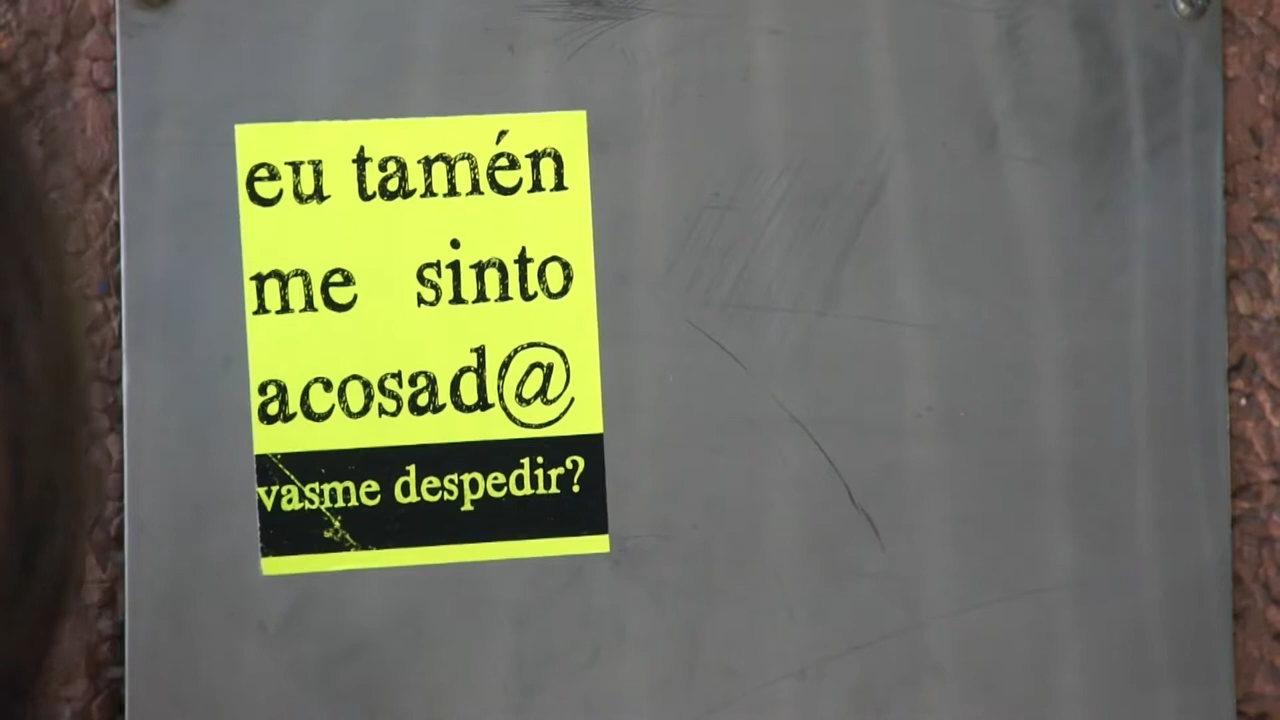 eu tamén
me sinto
acosad@
vasme despedir?